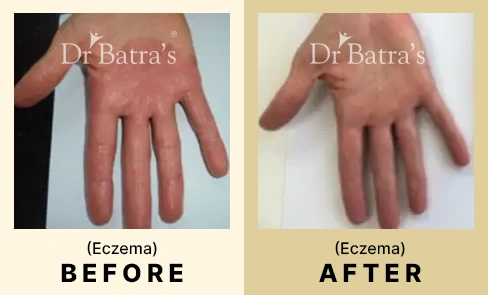 Dr Batra's®
(Eczema)
BEFORE
Dr Batra's
(Eczema)
AFTER